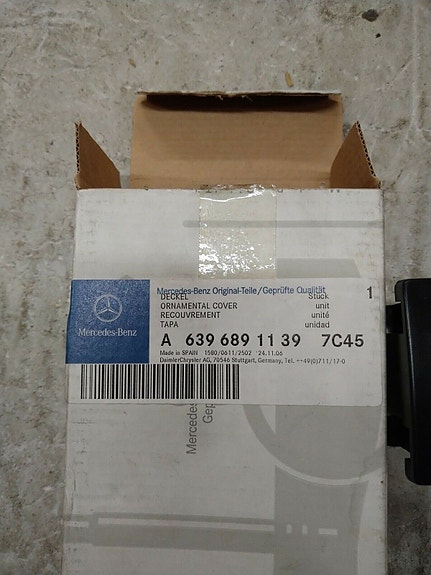 Mercedes-Benz Original-Teile/Geprüfte Qualität
DECKEL Stück 1
ORNAMENTAL COVER unit
RECOUVREMENT unité
TAPA unidad
Mercedes-Benz
A 639 689 11 39 7C45
Made in SPAIN 1580/0611/2502 24.11.06
DaimlerChrysler AG, 70546 Stuttgart, Germany, Tel. ++49(0)711/17-0
Mercedes
Gep